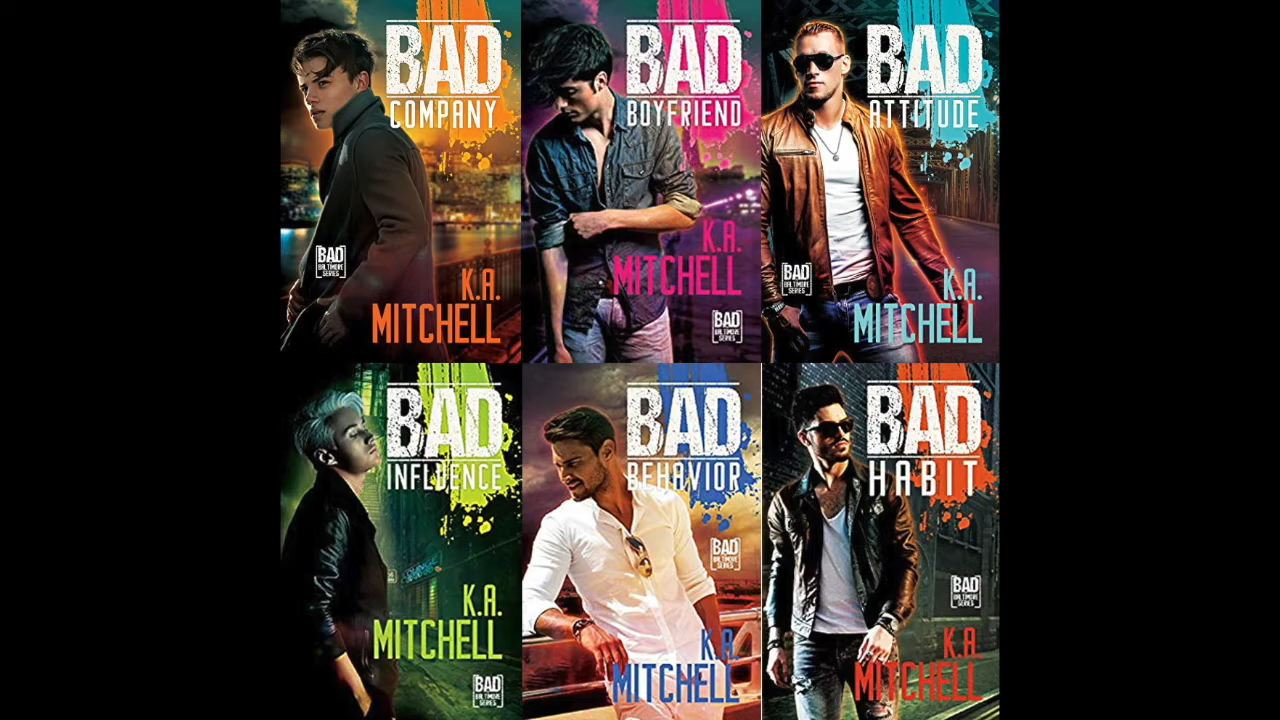 BAD
COMPANY
BAD
BALTIMORE
SERIES
K.A.
MITCHELL
BAD
BOYFRIEND
K.A.
MITCHELL
BAD
BALTIMORE
SERIES
BAD
ATTITUDE
BAD
BALTIMORE
SERIES
K.A.
MITCHELL
BAD
INFLUENCE
K.A.
MITCHELL
BAD
BALTIMORE
SERIES
BAD
BEHAVIOR
BAD
BALTIMORE
SERIES
K.A.
MITCHELL
BAD
HABIT
BAD
BALTIMORE
SERIES
K.A.
MITCHELL